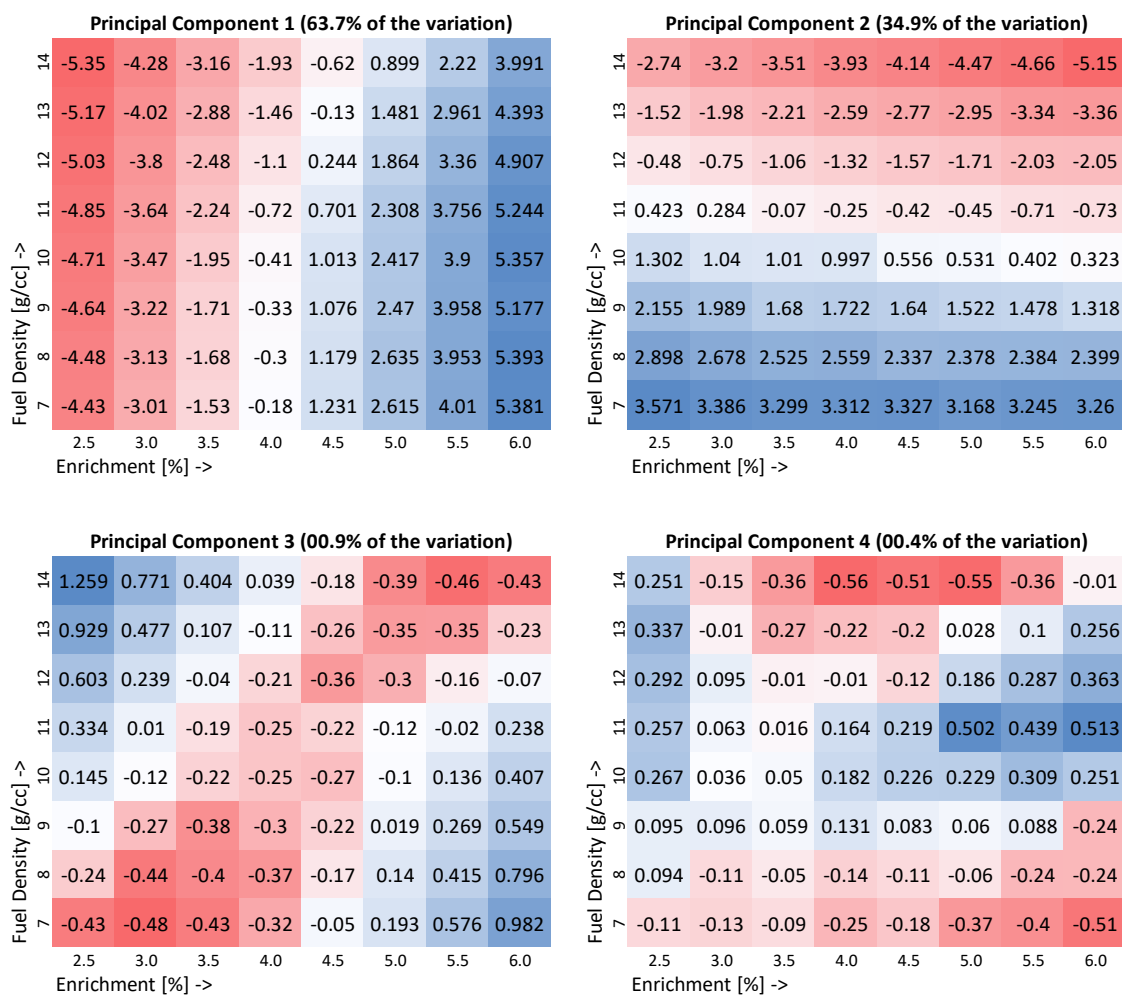 Principal Component 1 (63.7% of the variation)
14 -5.35 -4.28 -3.16 -1.93 -0.62 0.899 2.22 3.991
13 -5.17 -4.02 -2.88 -1.46 -0.13 1.481 2.961 4.393
12 -5.03 -3.8 -2.48 -1.1 0.244 1.864 3.36 4.907
11 -4.85 -3.64 -2.24 -0.72 0.701 2.308 3.756 5.244
10 -4.71 -3.47 -1.95 -0.41 1.013 2.417 3.9 5.357
9 -4.64 -3.22 -1.71 -0.33 1.076 2.47 3.958 5.177
8 -4.48 -3.13 -1.68 -0.3 1.179 2.635 3.953 5.393
7 -4.43 -3.01 -1.53 -0.18 1.231 2.615 4.01 5.381
Fuel Density [g/cc] ->
2.5 3.0 3.5 4.0 4.5 5.0 5.5 6.0
Enrichment [%] ->
Principal Component 2 (34.9% of the variation)
14 -2.74 -3.2 -3.51 -3.93 -4.14 -4.47 -4.66 -5.15
13 -1.52 -1.98 -2.21 -2.59 -2.77 -2.95 -3.34 -3.36
12 -0.48 -0.75 -1.06 -1.32 -1.57 -1.71 -2.03 -2.05
11 0.423 0.284 -0.07 -0.25 -0.42 -0.45 -0.71 -0.73
10 1.302 1.04 1.01 0.997 0.556 0.531 0.402 0.323
9 2.155 1.989 1.68 1.722 1.64 1.522 1.478 1.318
8 2.898 2.678 2.525 2.559 2.337 2.378 2.384 2.399
7 3.571 3.386 3.299 3.312 3.327 3.168 3.245 3.26
Fuel Density [g/cc] ->
2.5 3.0 3.5 4.0 4.5 5.0 5.5 6.0
Enrichment [%] ->
Principal Component 3 (00.9% of the variation)
14 1.259 0.771 0.404 0.039 -0.18 -0.39 -0.46 -0.43
13 0.929 0.477 0.107 -0.11 -0.26 -0.35 -0.35 -0.23
12 0.603 0.239 -0.04 -0.21 -0.36 -0.3 -0.16 -0.07
11 0.334 0.01 -0.19 -0.25 -0.22 -0.12 -0.02 0.238
10 0.145 -0.12 -0.22 -0.25 -0.27 -0.1 0.136 0.407
9 -0.1 -0.27 -0.38 -0.3 -0.22 0.019 0.269 0.549
8 -0.24 -0.44 -0.4 -0.37 -0.17 0.14 0.415 0.796
7 -0.43 -0.48 -0.43 -0.32 -0.05 0.193 0.576 0.982
Fuel Density [g/cc] ->
2.5 3.0 3.5 4.0 4.5 5.0 5.5 6.0
Enrichment [%] ->
Principal Component 4 (00.4% of the variation)
14 0.251 -0.15 -0.36 -0.56 -0.51 -0.55 -0.36 -0.01
13 0.337 -0.01 -0.27 -0.22 -0.2 0.028 0.1 0.256
12 0.292 0.095 -0.01 -0.01 -0.12 0.186 0.287 0.363
11 0.257 0.063 0.016 0.164 0.219 0.502 0.439 0.513
10 0.267 0.036 0.05 0.182 0.226 0.229 0.309 0.251
9 0.095 0.096 0.059 0.131 0.083 0.06 0.088 -0.24
8 0.094 -0.11 -0.05 -0.14 -0.11 -0.06 -0.24 -0.24
7 -0.11 -0.13 -0.09 -0.25 -0.18 -0.37 -0.4 -0.51
Fuel Density [g/cc] ->
2.5 3.0 3.5 4.0 4.5 5.0 5.5 6.0
Enrichment [%] ->